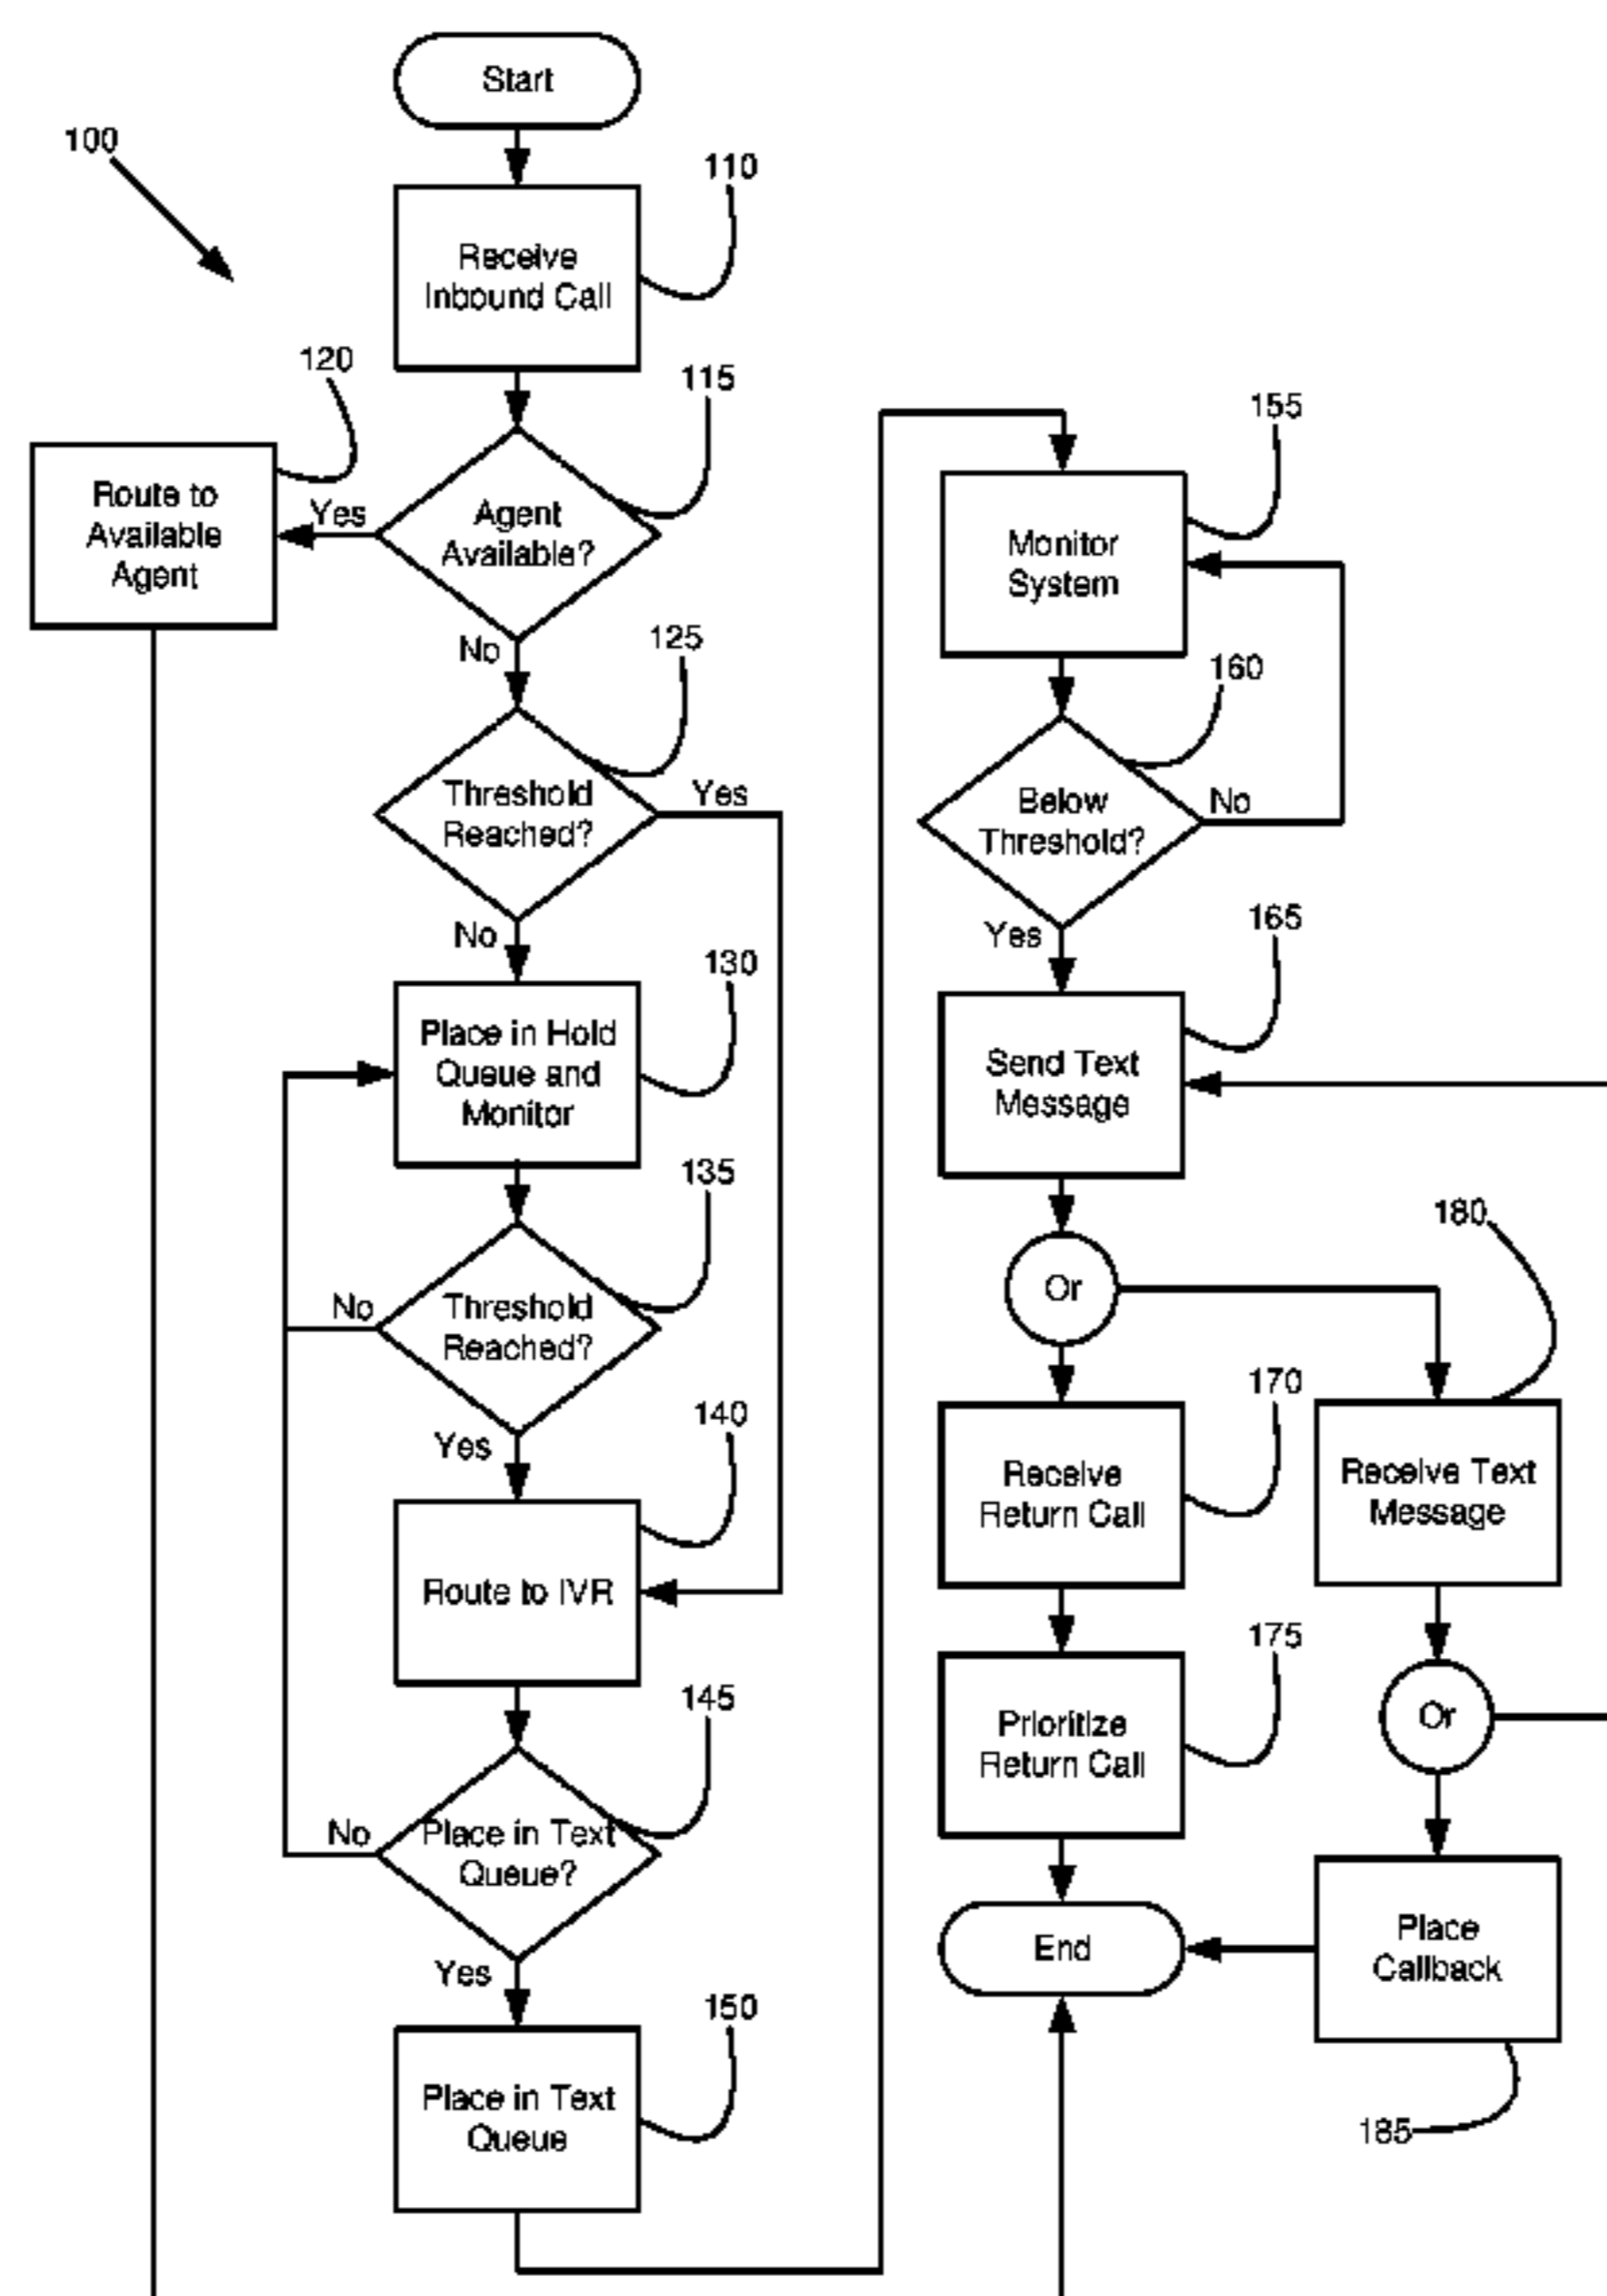 Start
100
110
Receive
Inbound Call
120
115
Route to
Available
Agent
Yes
Agent
Available?
No
125
Threshold
Reached?
Yes
No
130
Place in Hold
Queue and
Monitor
135
No
Threshold
Reached?
140
Yes
Route to IVR
145
No
Place in Text
Queue?
Yes
150
Place in Text
Queue
155
Monitor
System
160
Below
Threshold?
No
Yes
165
Send Text
Message
180
Or
170
Receive
Return Call
Receive Text
Message
175
Prioritize
Return Call
Or
End
Place
Callback
185